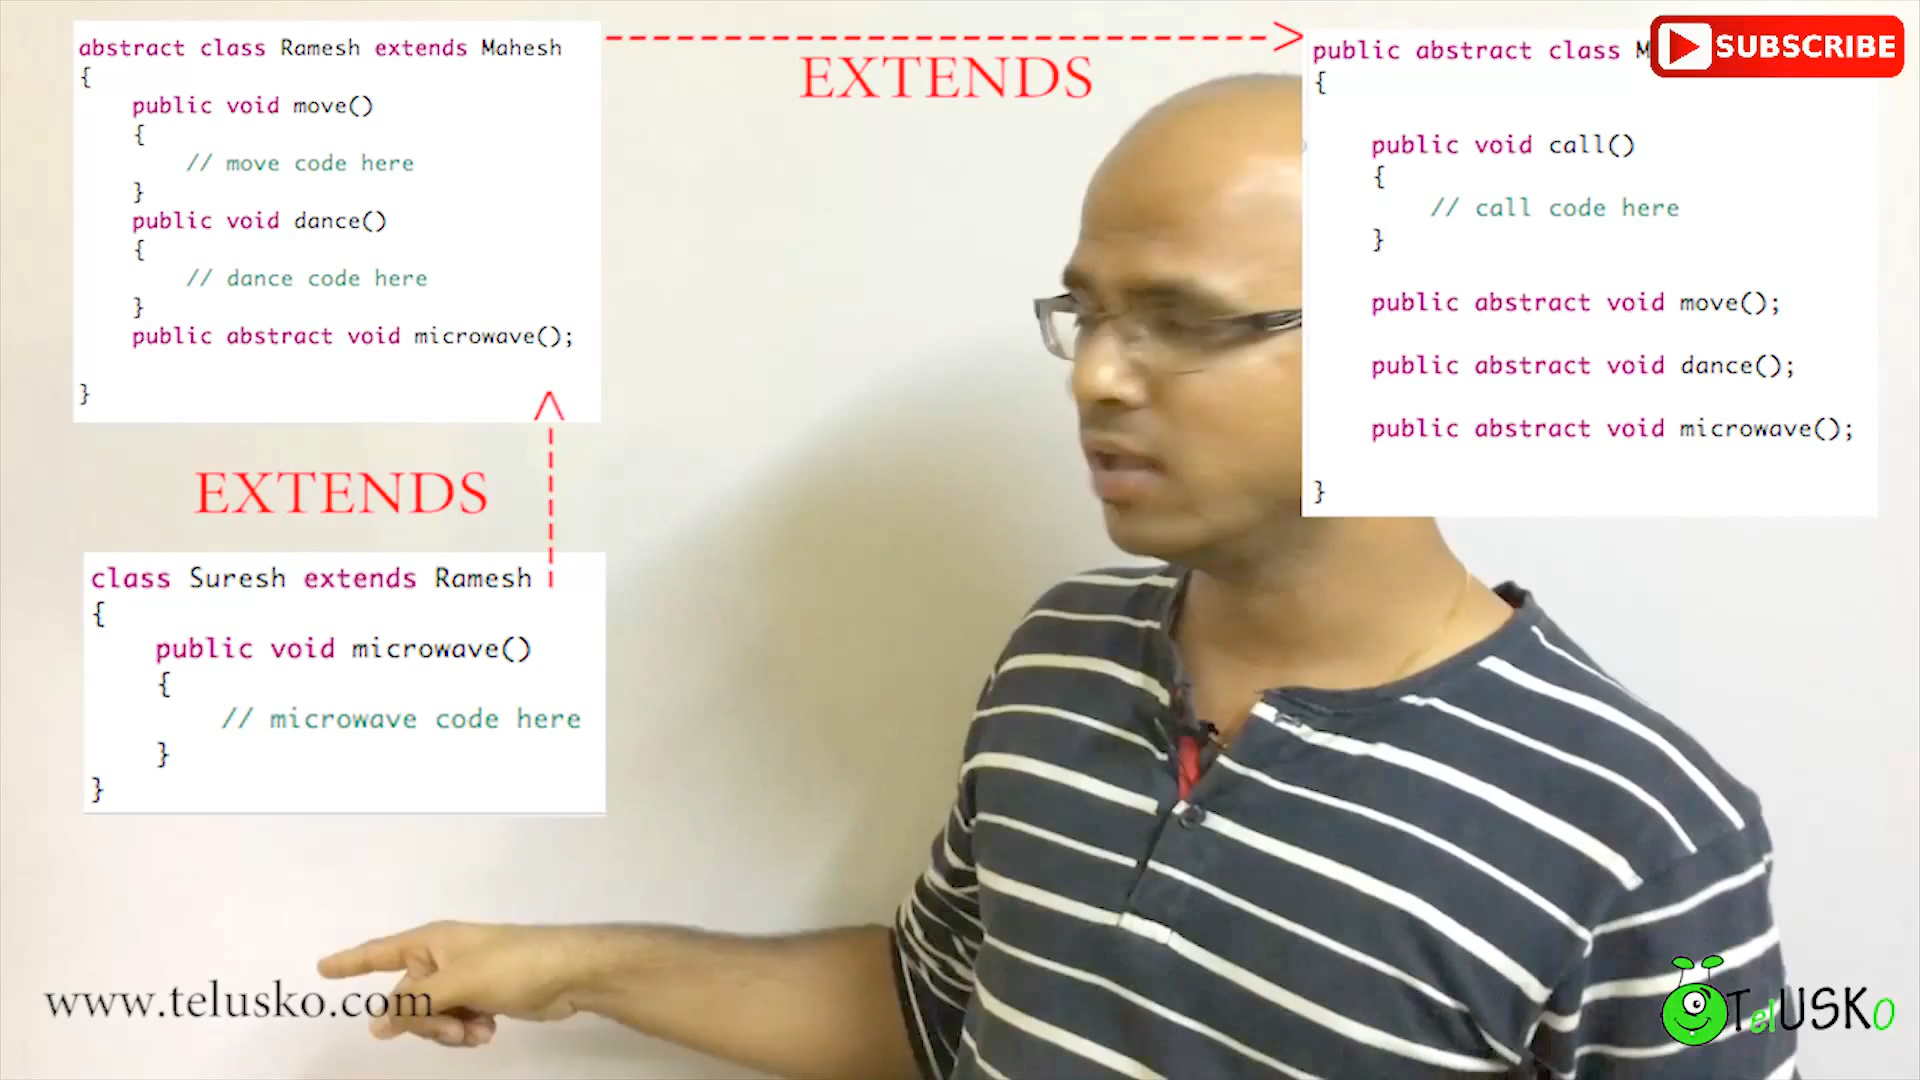 abstract class Ramesh extends Mahesh
{
public void move()
{
// move code here
}
public void dance()
{
// dance code here
}
public abstract void microwave();
}
EXTENDS
public abstract class M
SUBSCRIBE
{
public void call()
{
// call code here
}
public abstract void move();
public abstract void dance();
public abstract void microwave();
}
EXTENDS
class Suresh extends Ramesh
{
public void microwave()
{
// microwave code here
}
}
www.telusko.com
TelUSKo